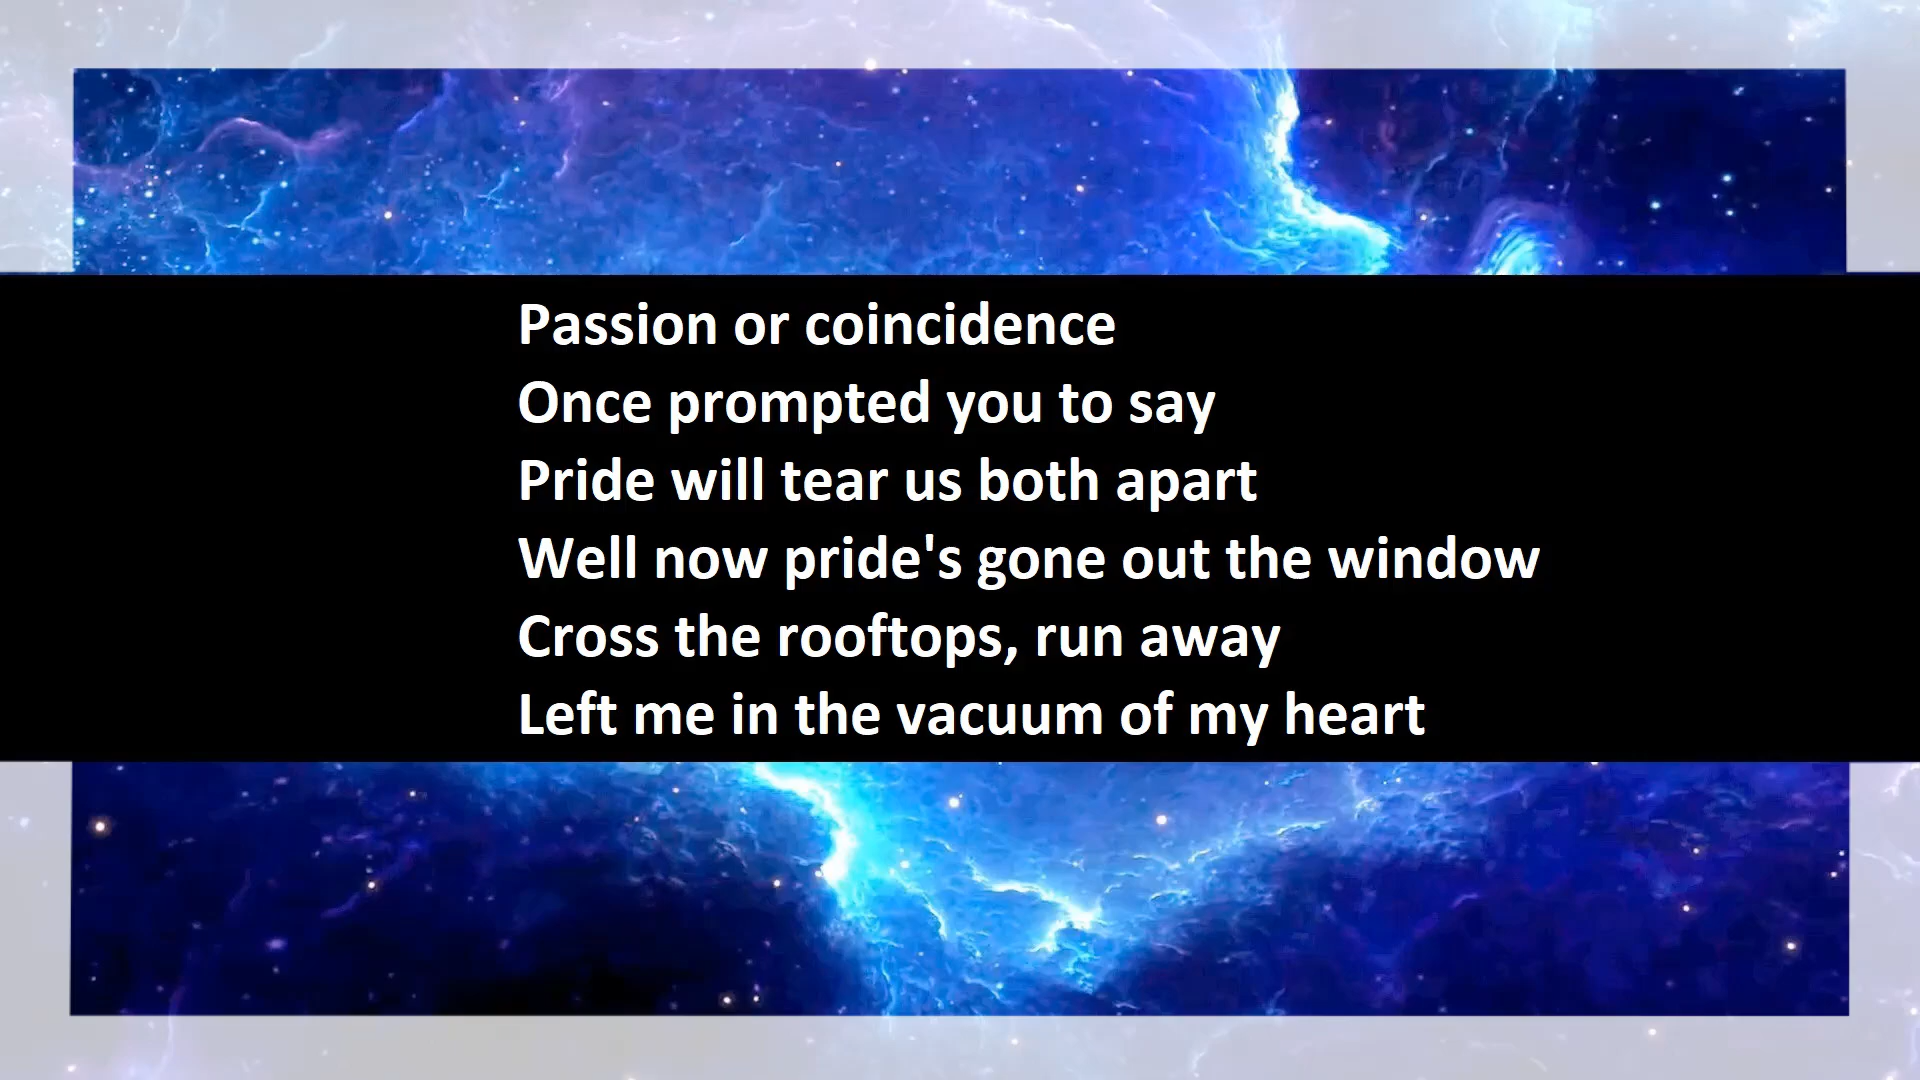 Passion or coincidence
Once prompted you to say
Pride will tear us both apart
Well now pride's gone out the window
Cross the rooftops, run away
Left me in the vacuum of my heart